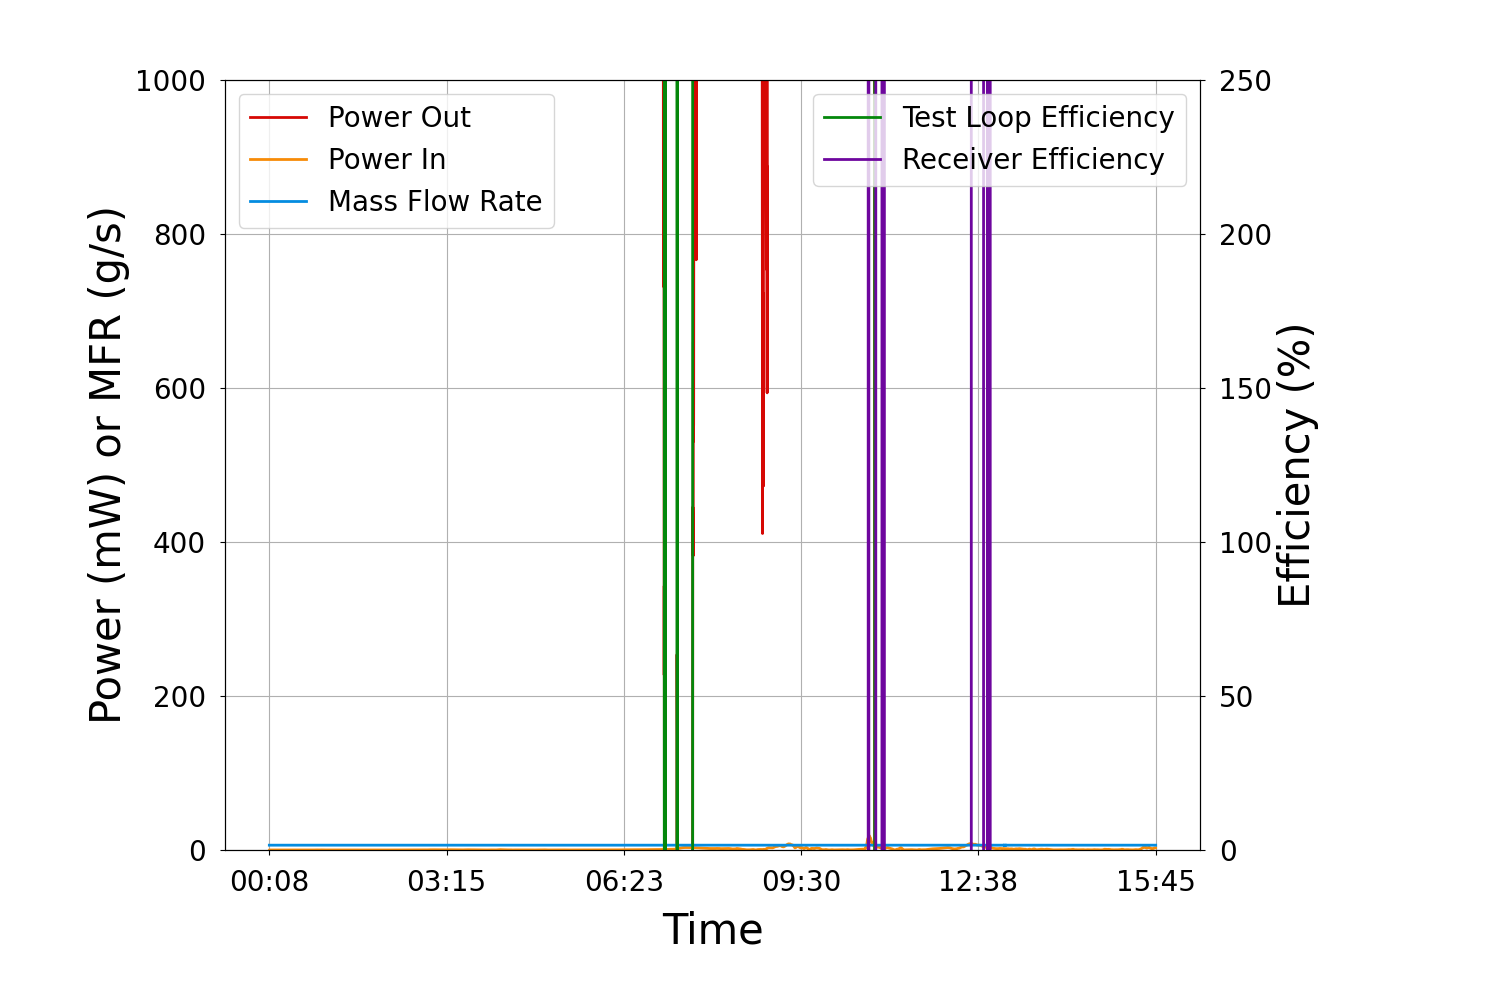 Power Out
Power In
Mass Flow Rate
Test Loop Efficiency
Receiver Efficiency
1000
800
600
400
200
0
Power (mW) or MFR (g/s)
250
200
150
100
50
0
Efficiency (%)
00:08 03:15 06:23 09:30 12:38 15:45
Time